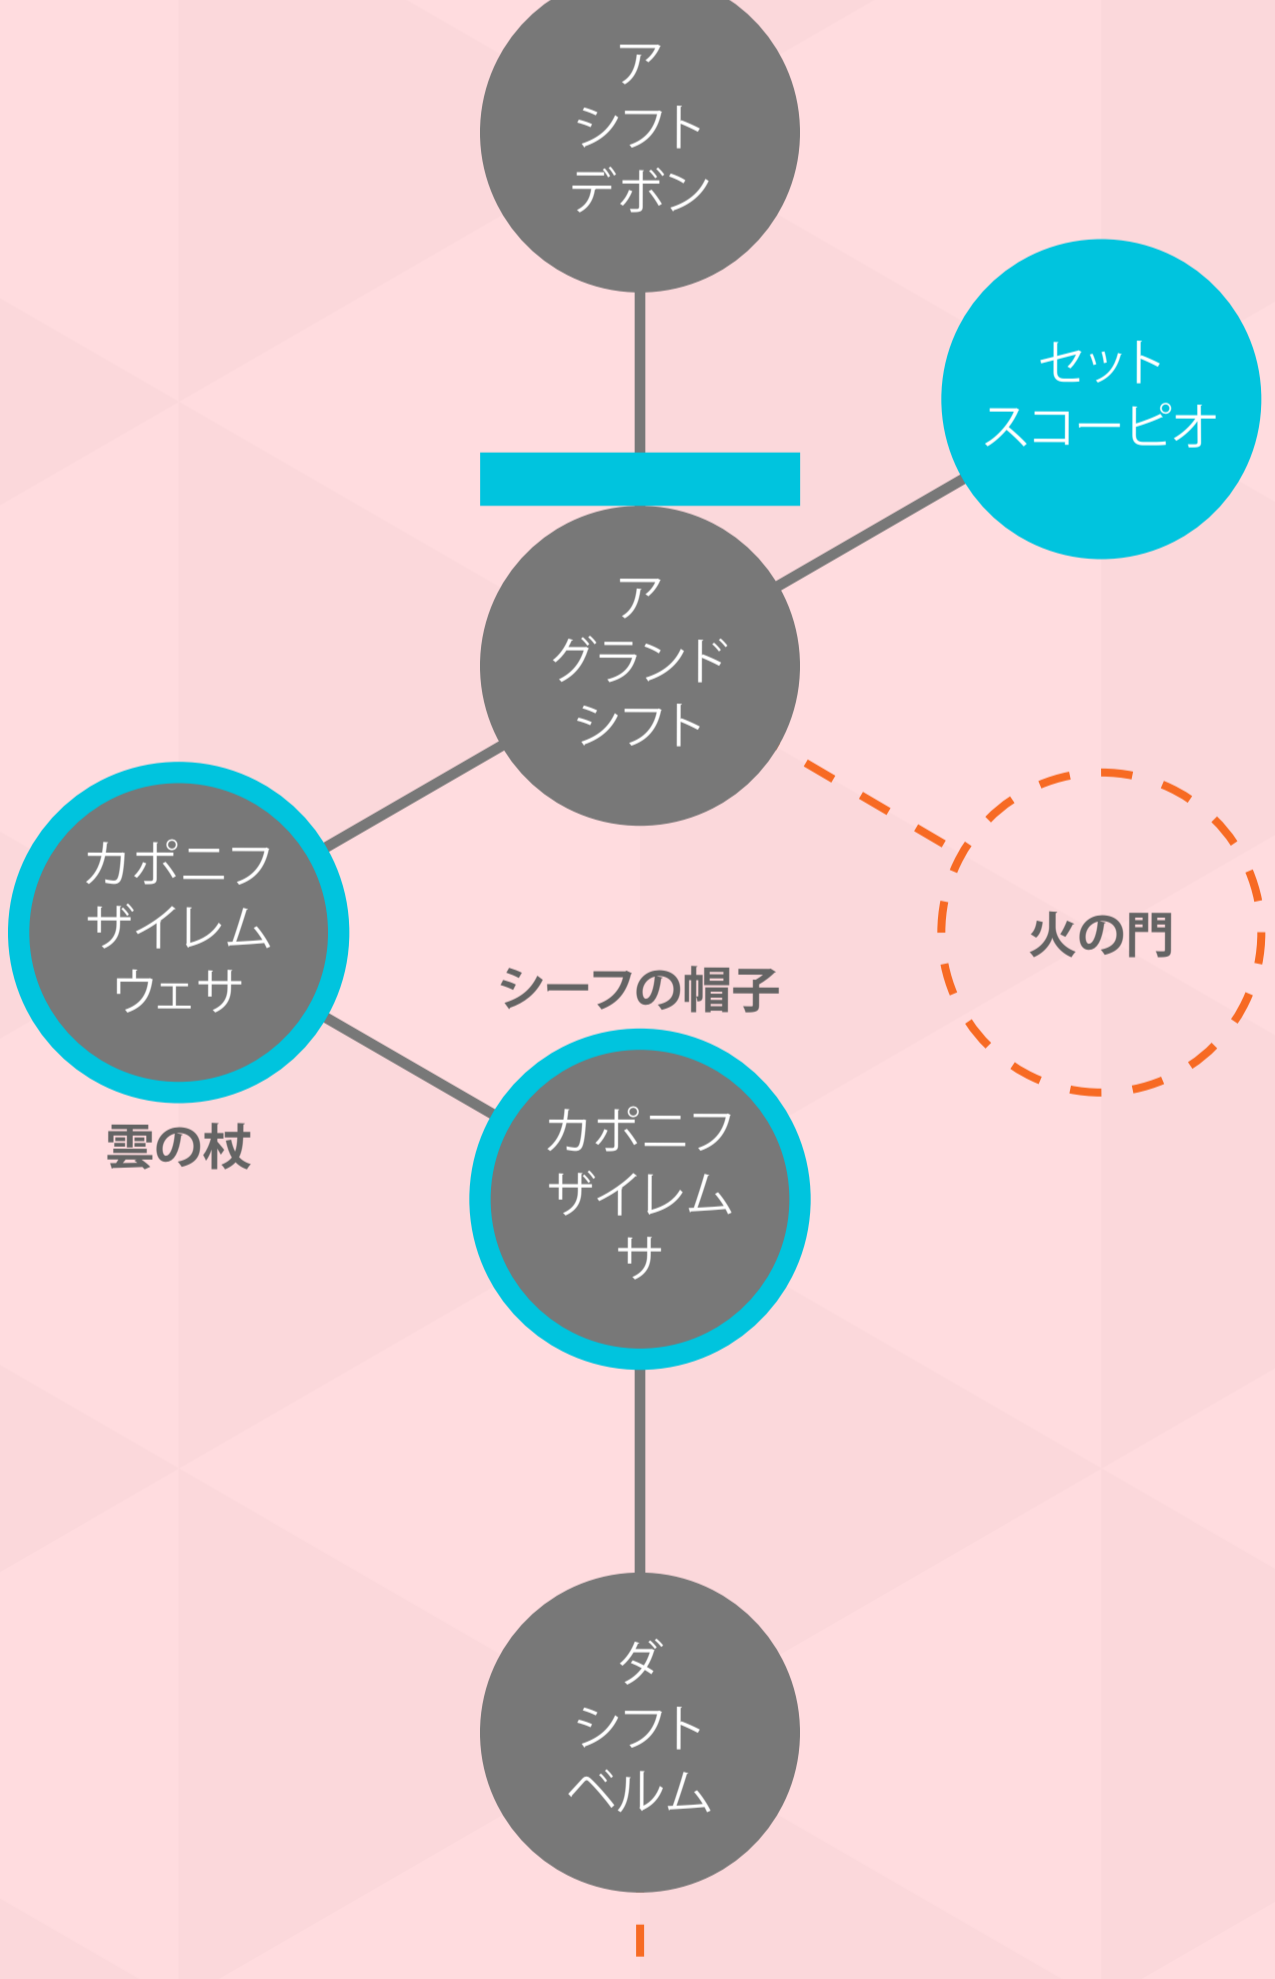 ア
シフト
デボン
セット
スコーピオ
ア
グランド
シフト
カポニフ
ザイレム
ウェサ
雲の杖
火の門
シーフの帽子
カポニフ
ザイレム
サ
ダ
シフト
ベルム